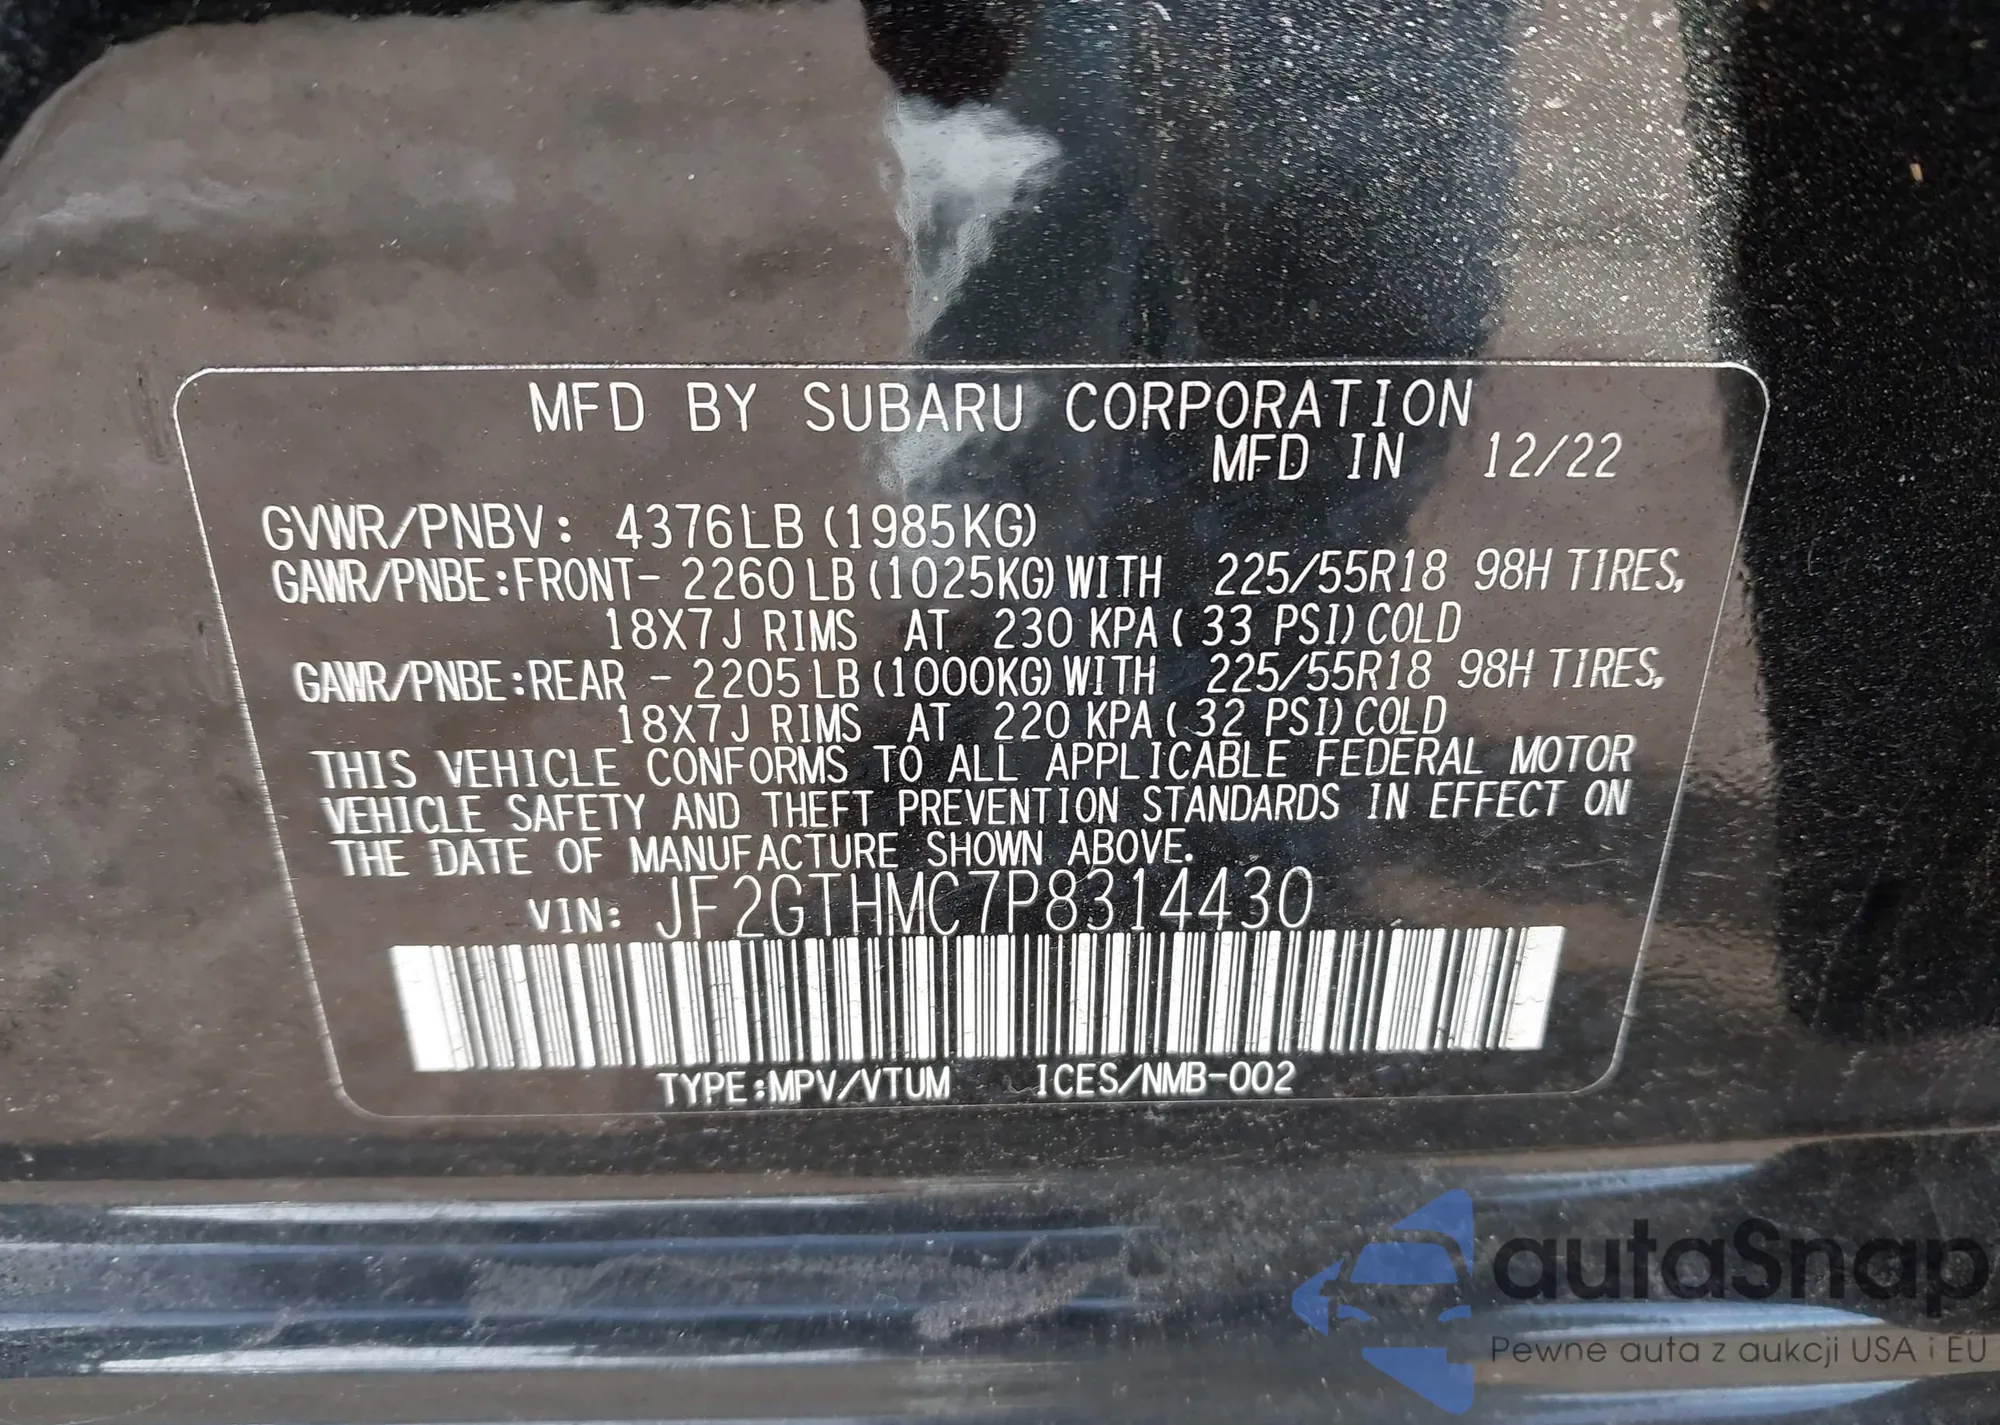 MFD BY SUBARU CORPORATION
MFD IN 12/22
GVWR/PNBV: 4376LB (1985KG)
GAWR/PNBE:FRONT- 2260 LB (1025KG) WITH 225/55R18 98H TIRES,
18X7J RIMS AT 230 KPA ( 33 PSI) COLD
GAWR/PNBE:REAR - 2205 LB (1000KG) WITH 225/55R18 98H TIRES,
18X7J RIMS AT 220 KPA ( 32 PSI) COLD
THIS VEHICLE CONFORMS TO ALL APPLICABLE FEDERAL MOTOR
VEHICLE SAFETY AND THEFT PREVENTION STANDARDS IN EFFECT ON
THE DATE OF MANUFACTURE SHOWN ABOVE.
VIN: JF2GTHMC7P8314430
TYPE:MPV/VTUM ICES/NMB-002
autaSnap
Pewne auta z aukcji USA i EU